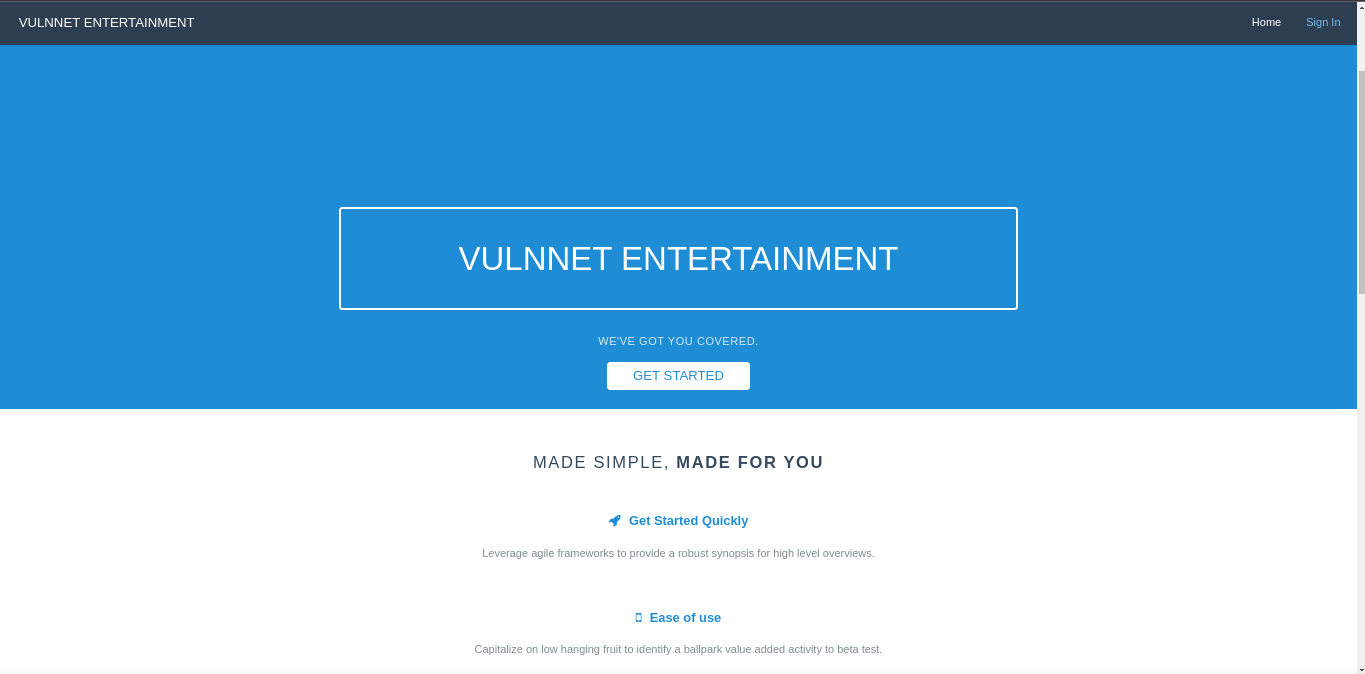 VULNNET ENTERTAINMENT
Home
Sign In
VULNNET ENTERTAINMENT
WE'VE GOT YOU COVERED.
GET STARTED
MADE SIMPLE, MADE FOR YOU
Get Started Quickly
Leverage agile frameworks to provide a robust synopsis for high level overviews.
Ease of use
Capitalize on low hanging fruit to identify a ballpark value added activity to beta test.